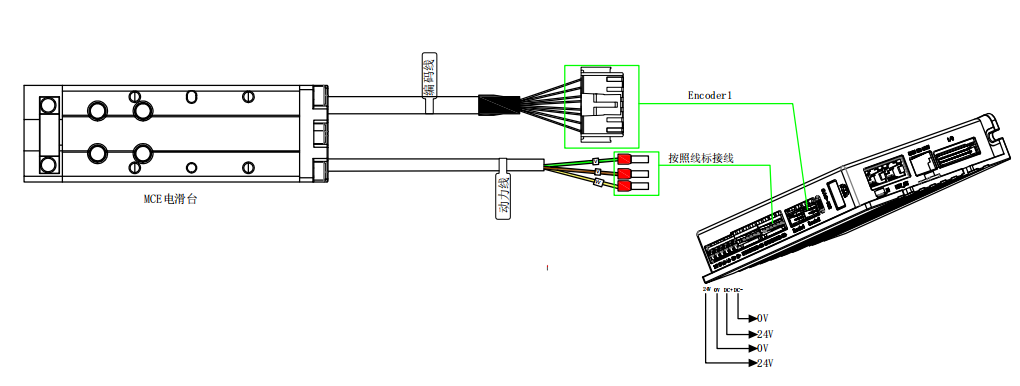 编码线
Encoder1
按照线标接线
MCE电滑台
动力线
24V 0V DC+ DC-
0V
24V
0V
24V